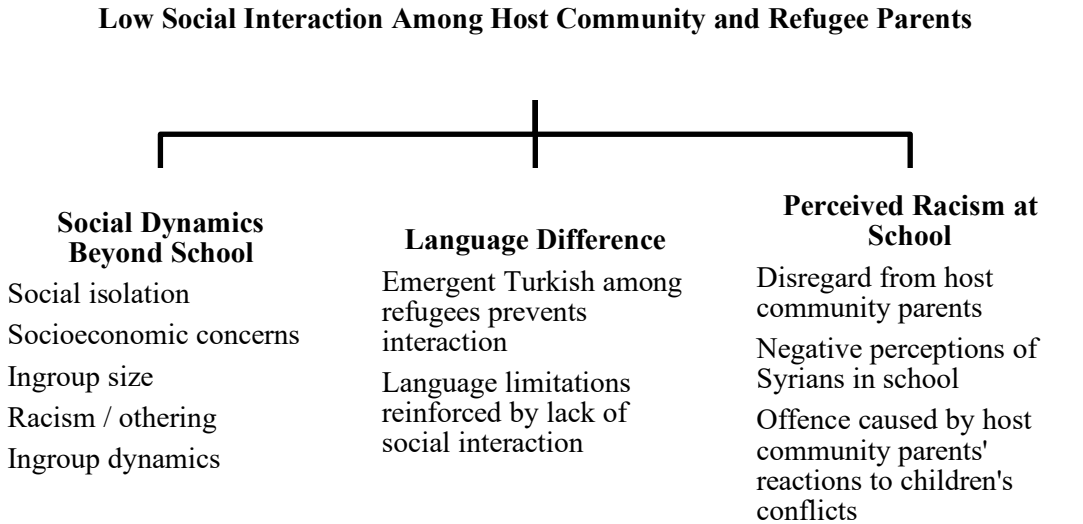 Low Social Interaction Among Host Community and Refugee Parents
Social Dynamics
Beyond School
Social isolation
Socioeconomic concerns
Ingroup size
Racism / othering
Ingroup dynamics
Language Difference
Emergent Turkish among
refugees prevents
interaction
Language limitations
reinforced by lack of
social interaction
Perceived Racism at
School
Disregard from host
community parents
Negative perceptions of
Syrians in school
Offence caused by host
community parents'
reactions to children's
conflicts